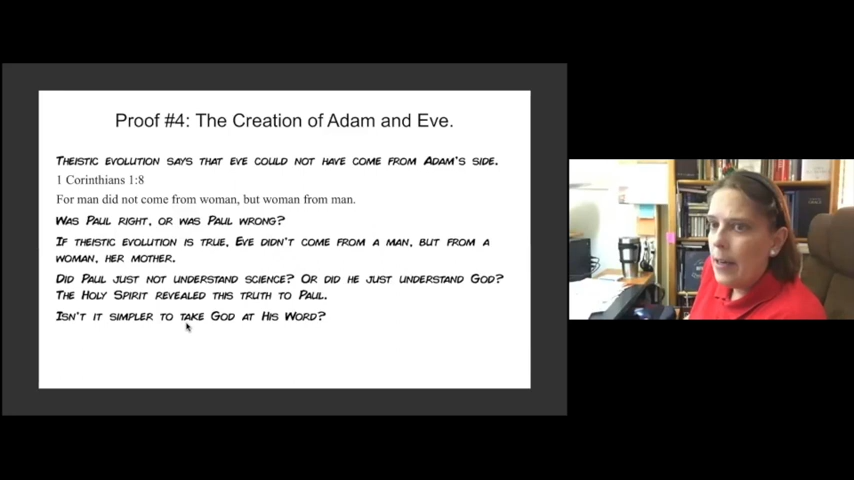 Proof #4: The Creation of Adam and Eve.
THEISTIC EVOLUTION SAYS THAT EVE COULD NOT HAVE COME FROM ADAM'S SIDE.
1 Corinthians 1:8
For man did not come from woman, but woman from man.
WAS PAUL RIGHT, OR WAS PAUL WRONG?
IF THEISTIC EVOLUTION IS TRUE, EVE DIDN'T COME FROM A MAN, BUT FROM A
WOMAN, HER MOTHER.
DID PAUL JUST NOT UNDERSTAND SCIENCE? OR DID HE JUST UNDERSTAND GOD?
THE HOLY SPIRIT REVEALED THIS TRUTH TO PAUL.
ISN'T IT SIMPLER TO TAKE GOD AT HIS WORD?